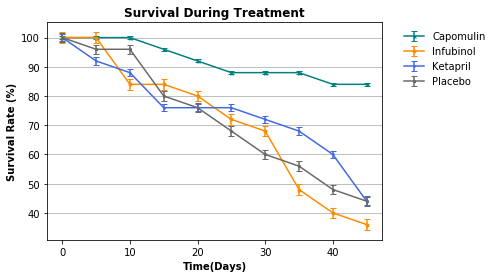 Survival During Treatment
Survival Rate (%)
100
90
80
70
60
50
40
0
10
20
30
40
Time(Days)
Capomulin
Infubinol
Ketapril
Placebo